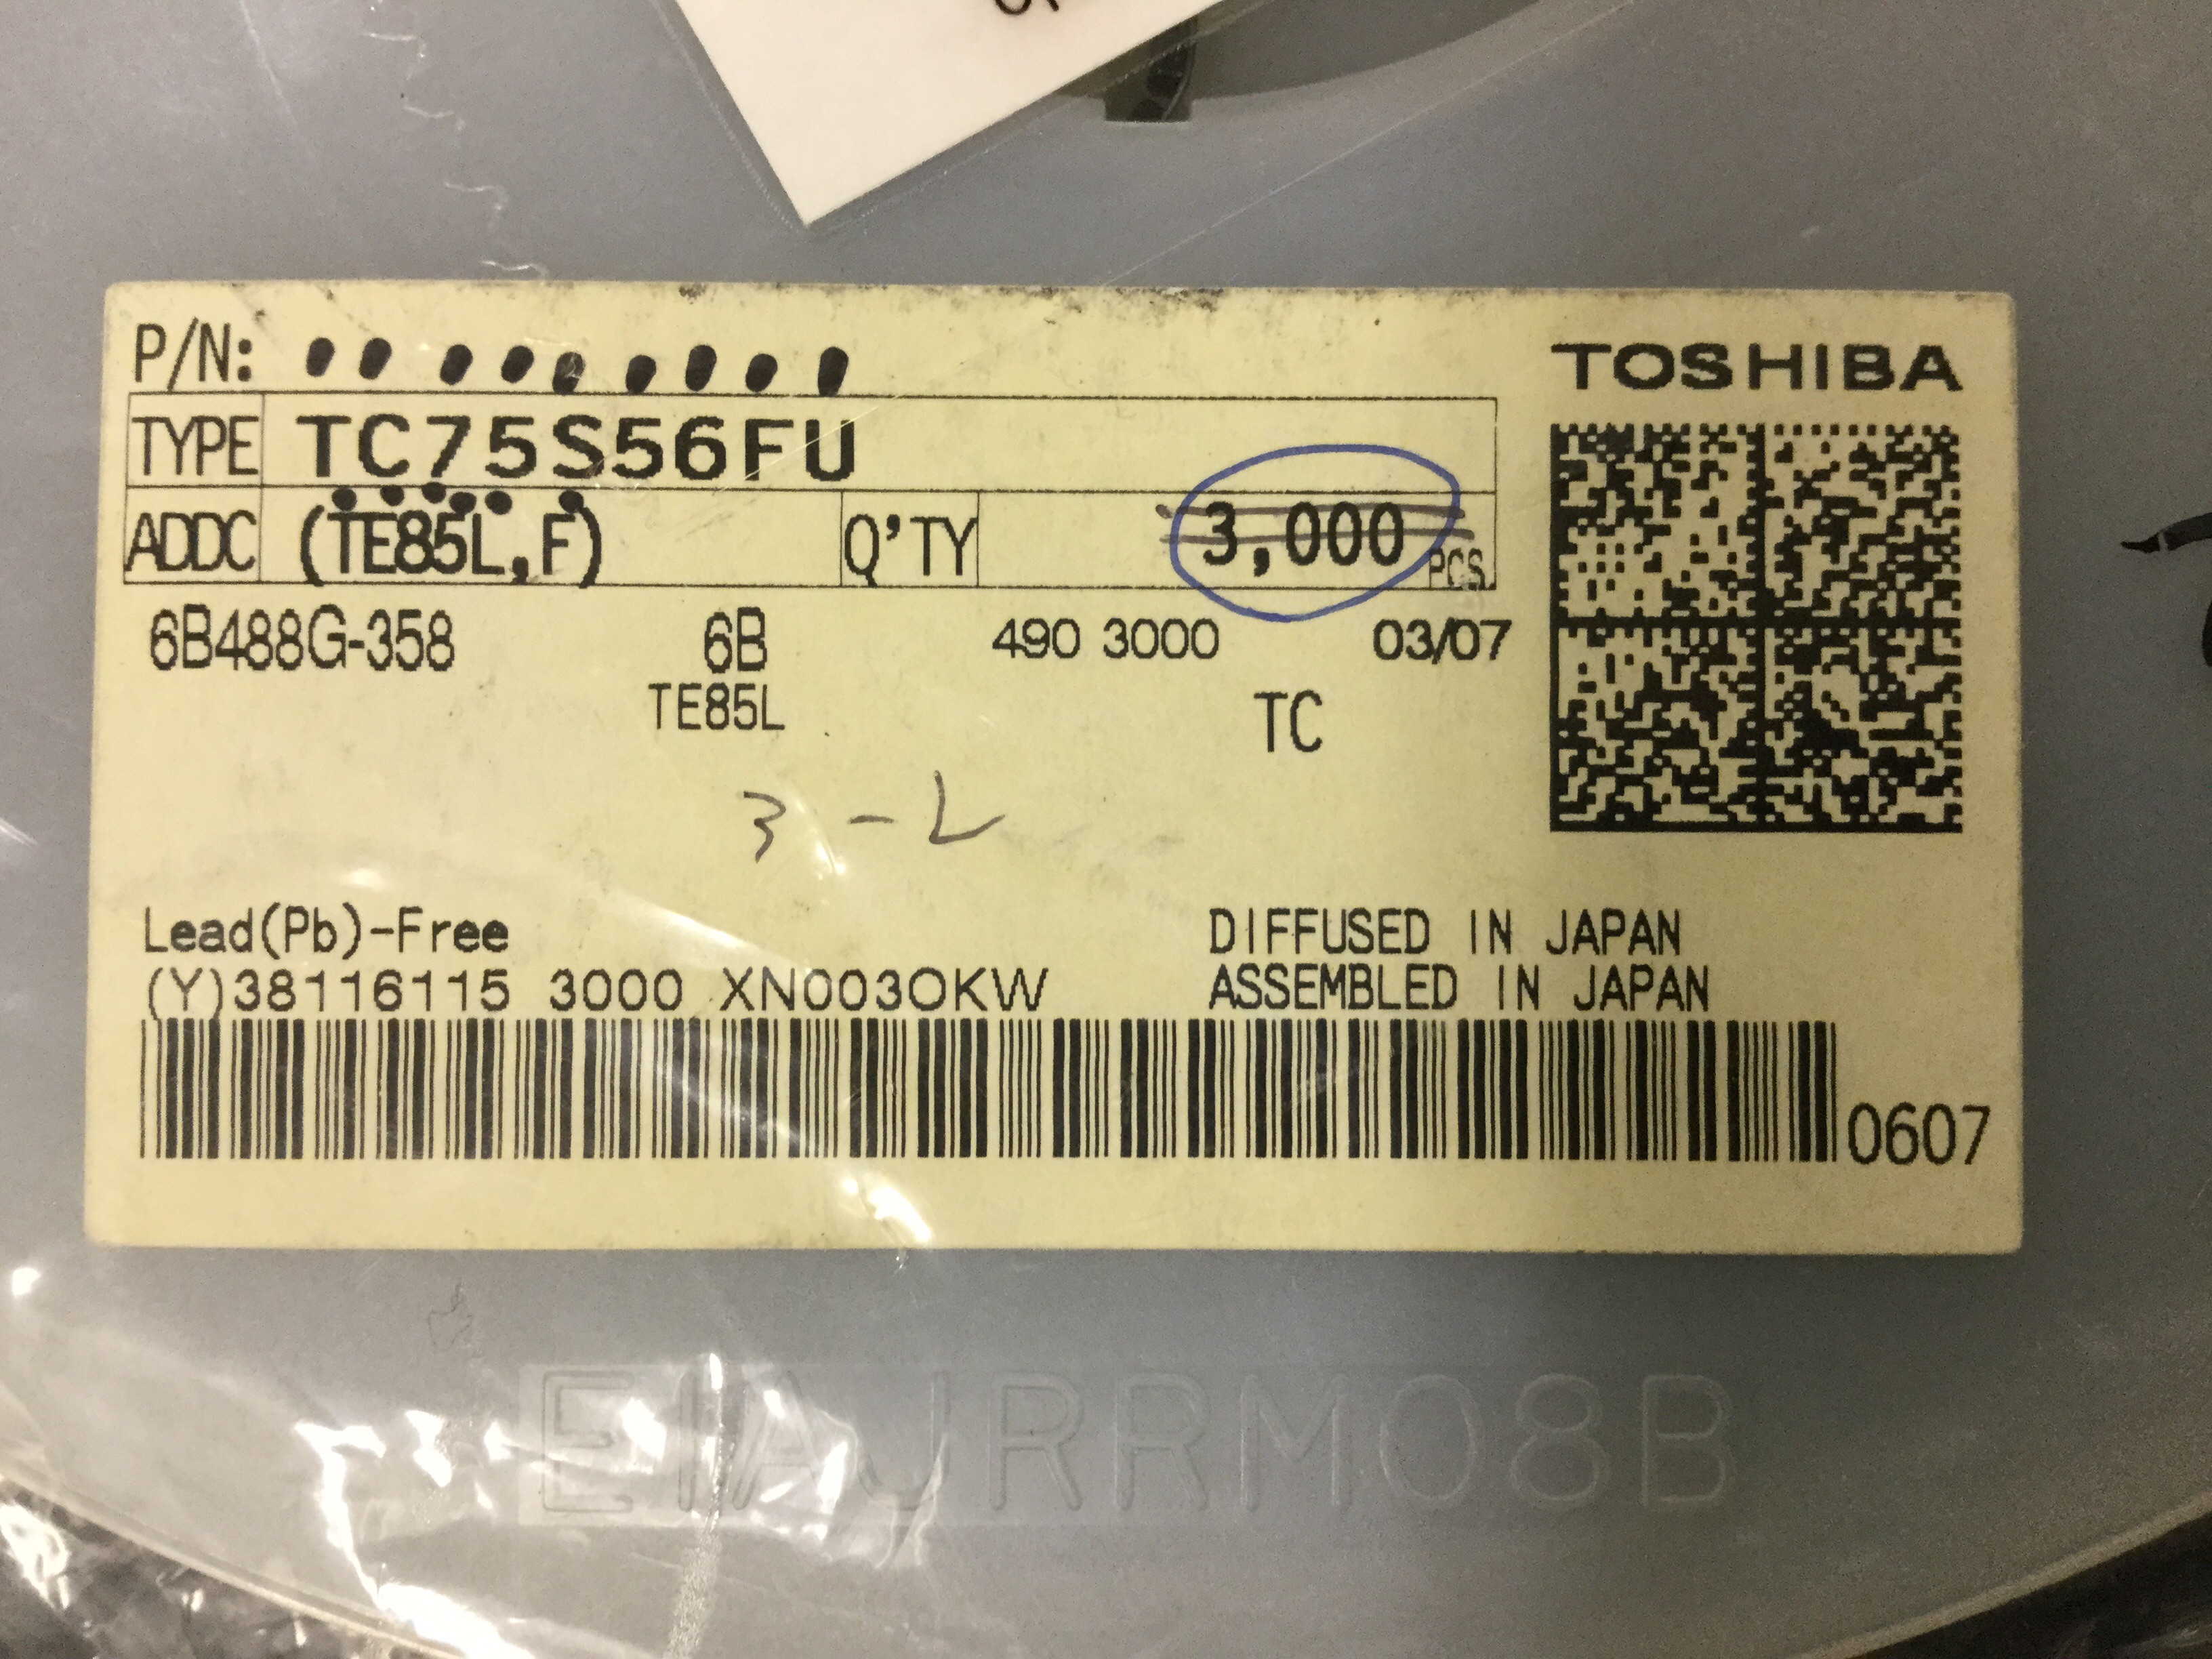 P/N:
TOSHIBA
TYPE TC75S56FU
ADDC (TE85L,F) Q'TY 3,000 PCS
6B488G-358 6B 490 3000 03/07
TE85L TC
3-L
Lead(Pb)-Free DIFFUSED IN JAPAN
(Y)38116115 3000 XN003OKW ASSEMBLED IN JAPAN
0607
EIAJRRM08B